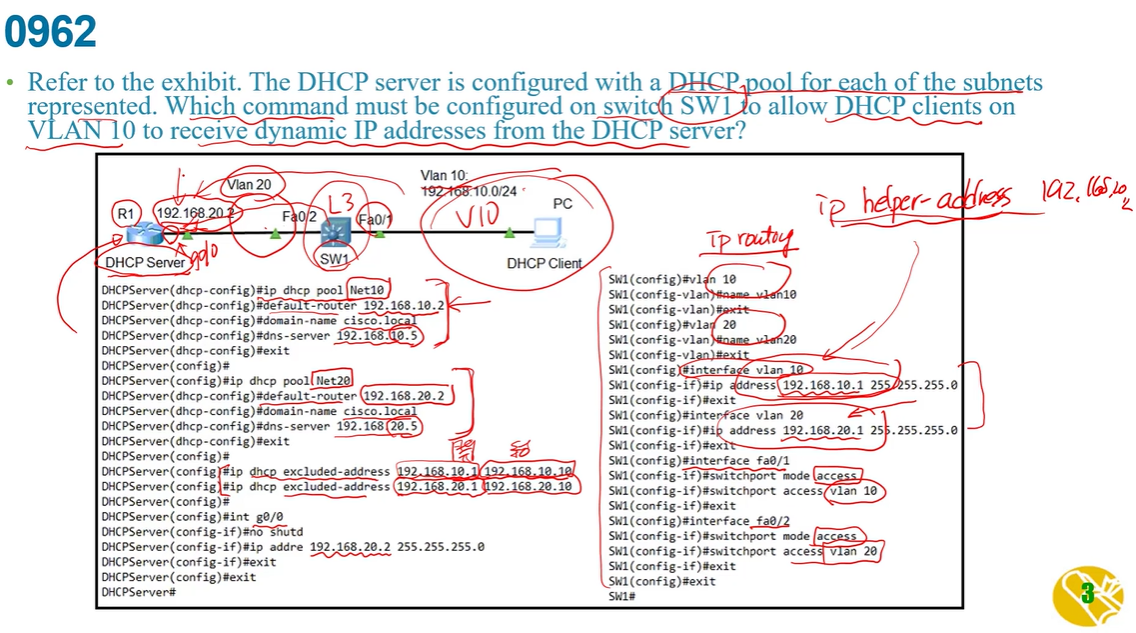 0962
• Refer to the exhibit. The DHCP server is configured with a DHCP pool for each of the subnets
represented. Which command must be configured on switch SW1 to allow DHCP clients on
VLAN 10 to receive dynamic IP addresses from the DHCP server?
Vlan 20
Vlan 10:
192.168.10.0/24
ip helper-address 192.168.20.2
R1
192.168.20.2
Fa0/2
L3
Fa0/1
V10
PC
SW1
DHCP Server
g0/0
DHCP Client
ip routing
DHCPServer(dhcp-config)#ip dhcp pool Net10
DHCPServer(dhcp-config)#default-router 192.168.10.2
DHCPServer(dhcp-config)#domain-name cisco.local
DHCPServer(dhcp-config)#dns-server 192.168.10.5
DHCPServer(dhcp-config)#exit
DHCPServer(config)#
DHCPServer(config)#ip dhcp pool Net20
DHCPServer(dhcp-config)#default-router 192.168.20.2
DHCPServer(dhcp-config)#domain-name cisco.local
DHCPServer(dhcp-config)#dns-server 192.168.20.5
DHCPServer(dhcp-config)#exit
DHCPServer(config)#
DHCPServer(config)#ip dhcp excluded-address 192.168.10.1 192.168.10.10
DHCPServer(config)#ip dhcp excluded-address 192.168.20.1 192.168.20.10
DHCPServer(config)#
DHCPServer(config)#int g0/0
DHCPServer(config-if)#no shutd
DHCPServer(config-if)#ip addre 192.168.20.2 255.255.255.0
DHCPServer(config-if)#exit
DHCPServer(config)#exit
DHCPServer#
SW1(config)#vlan 10
SW1(config-vlan)#name vlan10
SW1(config-vlan)#exit
SW1(config)#vlan 20
SW1(config-vlan)#name vlan20
SW1(config-vlan)#exit
SW1(config)#interface vlan 10
SW1(config-if)#ip address 192.168.10.1 255.255.255.0
SW1(config-if)#exit
SW1(config)#interface vlan 20
SW1(config-if)#ip address 192.168.20.1 255.255.255.0
SW1(config-if)#exit
SW1(config)#interface fa0/1
SW1(config-if)#switchport mode access
SW1(config-if)#switchport access vlan 10
SW1(config-if)#exit
SW1(config)#interface fa0/2
SW1(config-if)#switchport mode access
SW1(config-if)#switchport access vlan 20
SW1(config-if)#exit
SW1(config)#exit
SW1#
3